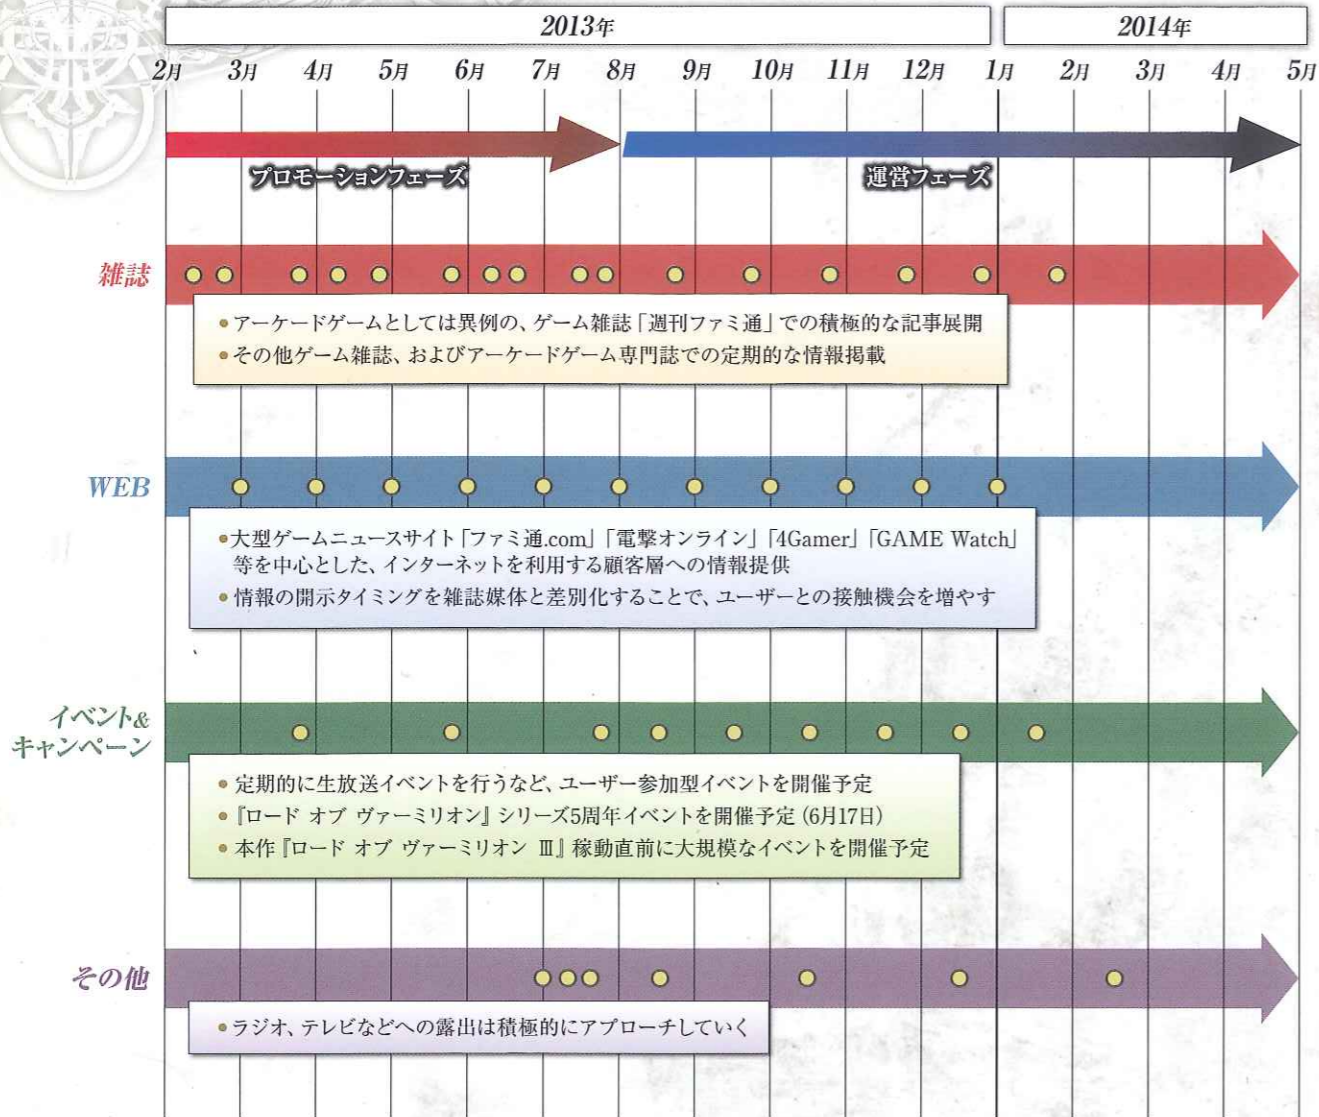 2013年 2014年
2月 3月 4月 5月 6月 7月 8月 9月 10月 11月 12月 1月 2月 3月 4月 5月
プロモーションフェーズ 運営フェーズ
雑誌
•アーケードゲームとしては異例の、ゲーム雑誌「週刊ファミ通」での積極的な記事展開
•その他ゲーム雑誌、およびアーケードゲーム専門誌での定期的な情報掲載
WEB
•大型ゲームニュースサイト「ファミ通.com」「電撃オンライン」「4Gamer」「GAME Watch」
等を中心とした、インターネットを利用する顧客層への情報提供
•情報の開示タイミングを雑誌媒体と差別化することで、ユーザーとの接触機会を増やす
イベント&
キャンペーン
•定期的に生放送イベントを行うなど、ユーザー参加型イベントを開催予定
•『ロード オブ ヴァーミリオン』シリーズ5周年イベントを開催予定(6月17日)
•本作『ロード オブ ヴァーミリオン Ⅲ』稼動直前に大規模なイベントを開催予定
その他
•ラジオ、テレビなどへの露出は積極的にアプローチしていく